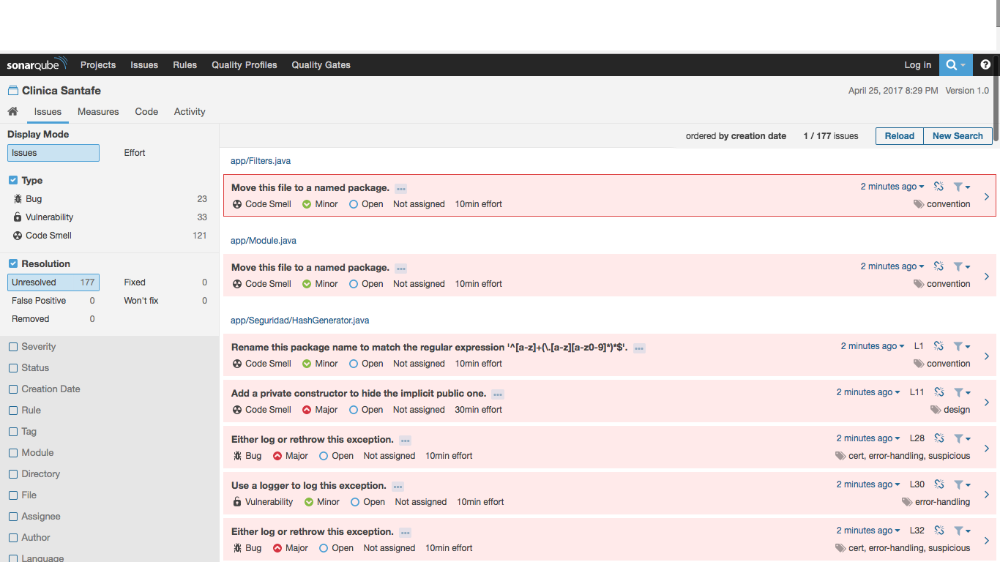 sonarqube Projects Issues Rules Quality Profiles Quality Gates Log in
Clinica Santafe April 25, 2017 8:29 PM Version 1.0
Issues Measures Code Activity
Display Mode
Issues Effort
Type
Bug 23
Vulnerability 33
Code Smell 121
Resolution
Unresolved 177 Fixed 0
False Positive 0 Won't fix 0
Removed 0
Severity
Status
Creation Date
Rule
Tag
Module
Directory
File
Assignee
Author
Language
ordered by creation date 1 / 177 issues Reload New Search
app/Filters.java
Move this file to a named package. 2 minutes ago
Code Smell Minor Open Not assigned 10min effort convention
app/Module.java
Move this file to a named package. 2 minutes ago
Code Smell Minor Open Not assigned 10min effort convention
app/Seguridad/HashGenerator.java
Rename this package name to match the regular expression '^[a-z]+(\.[a-z][a-z0-9]*)*$'. 2 minutes ago L1
Code Smell Minor Open Not assigned 10min effort convention
Add a private constructor to hide the implicit public one. 2 minutes ago L11
Code Smell Major Open Not assigned 30min effort design
Either log or rethrow this exception. 2 minutes ago L28
Bug Major Open Not assigned 10min effort cert, error-handling, suspicious
Use a logger to log this exception. 2 minutes ago L30
Vulnerability Minor Open Not assigned 10min effort error-handling
Either log or rethrow this exception. 2 minutes ago L32
Bug Major Open Not assigned 10min effort cert, error-handling, suspicious